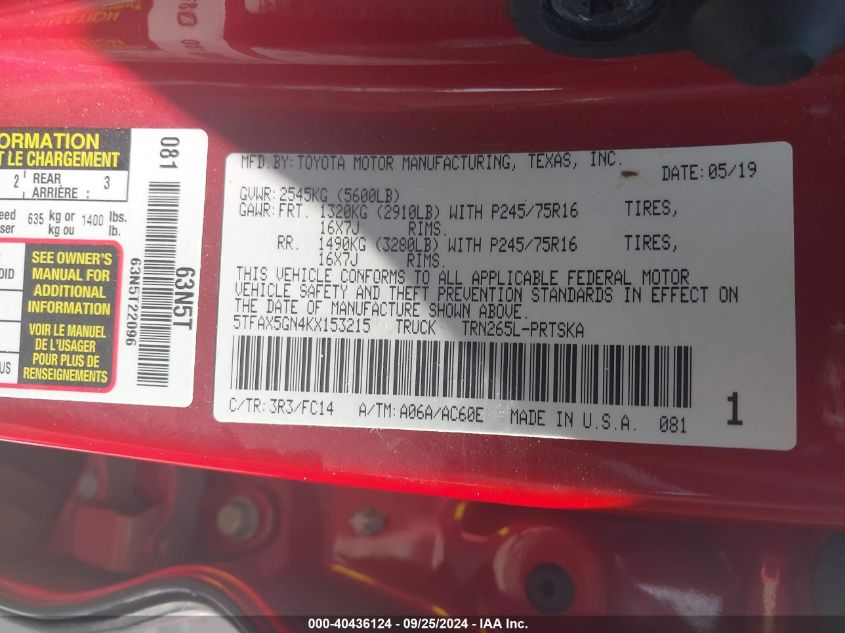 ORMATION
T LE CHARGEMENT
2 REAR ARRIÈRE : 3
eed 635 kg or 1400 lbs.
ser kg ou lb.
SEE OWNER'S
MANUAL FOR
ADDITIONAL
INFORMATION
VOIR LE MANUEL
DE L'USAGER
POUR PLUS DE
RENSEIGNEMENTS
OID
US
081
63N5T22096
63N5T
MFD.BY: TOYOTA MOTOR MANUFACTURING, TEXAS, INC. DATE: 05/19
GVWR: 2545KG (5600LB)
GAWR: FRT. 1320KG (2910LB) WITH P245/75R16 TIRES,
16X7J RIMS.
RR. 1490KG (3280LB) WITH P245/75R16 TIRES,
16X7J RIMS.
THIS VEHICLE CONFORMS TO ALL APPLICABLE FEDERAL MOTOR
VEHICLE SAFETY AND THEFT PREVENTION STANDARDS IN EFFECT ON
THE DATE OF MANUFACTURE SHOWN ABOVE.
5TFAX5GN4KX153215 TRUCK TRN265L-PRTSKA
C/TR: 3R3/FC14 A/TM: A06A/AC60E MADE IN U.S.A. 081 1
000-40436124 - 09/25/2024 - IAA, Inc.